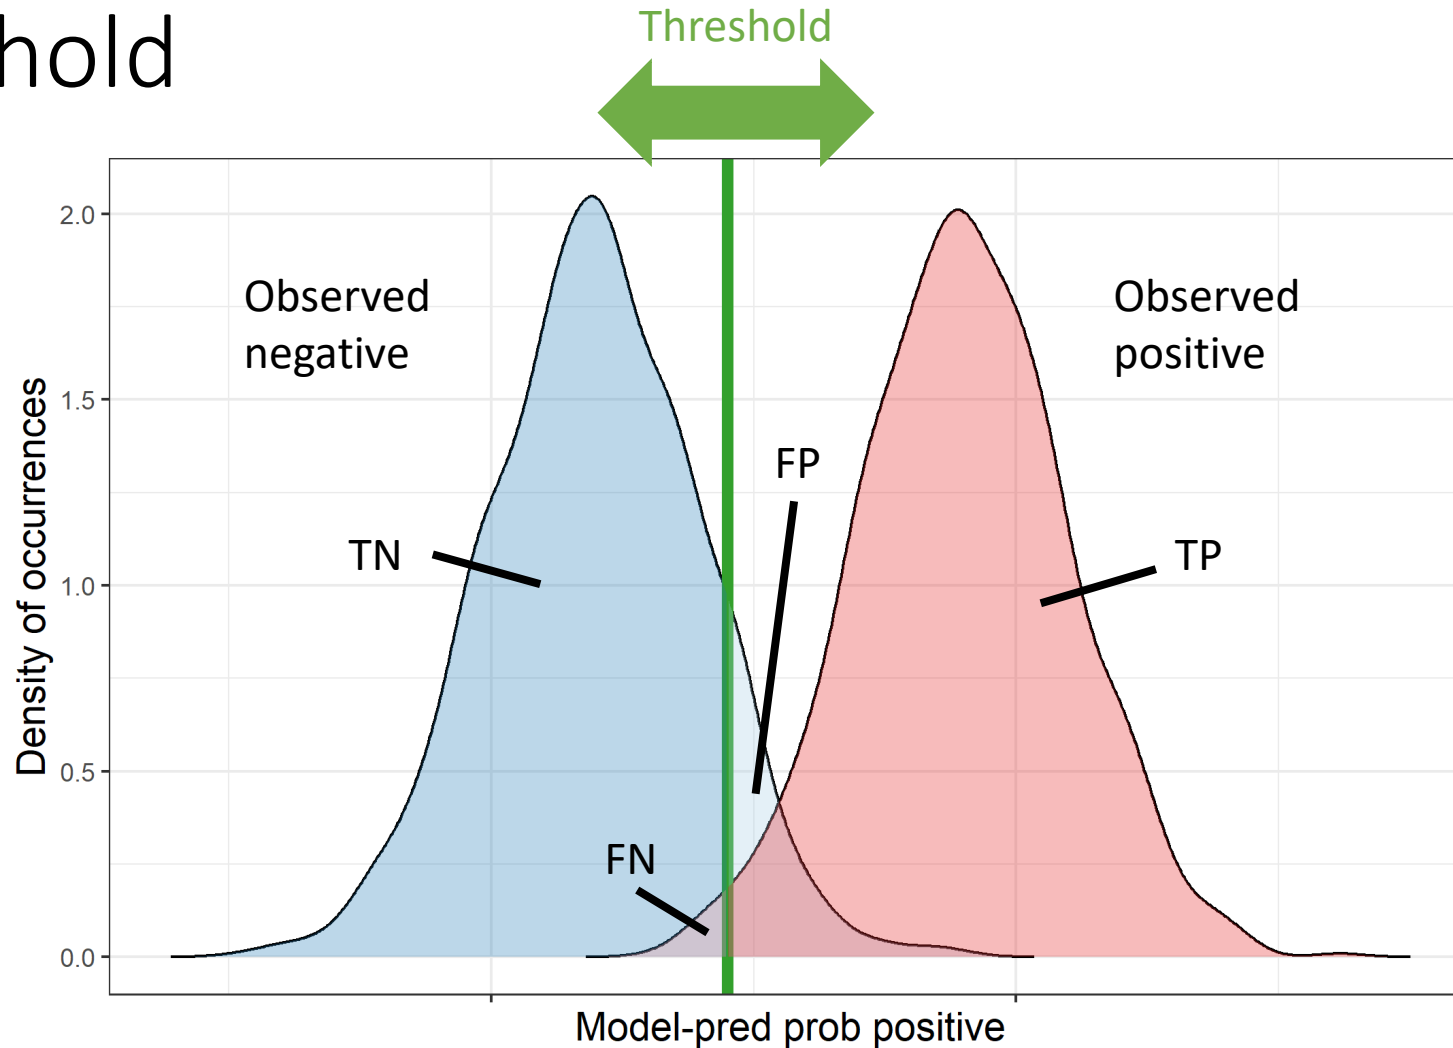 hold
Threshold
2.0
Observed
negative
Observed
positive
1.5
FP
TN
TP
1.0
0.5
FN
0.0
Density of occurrences
Model-pred prob positive